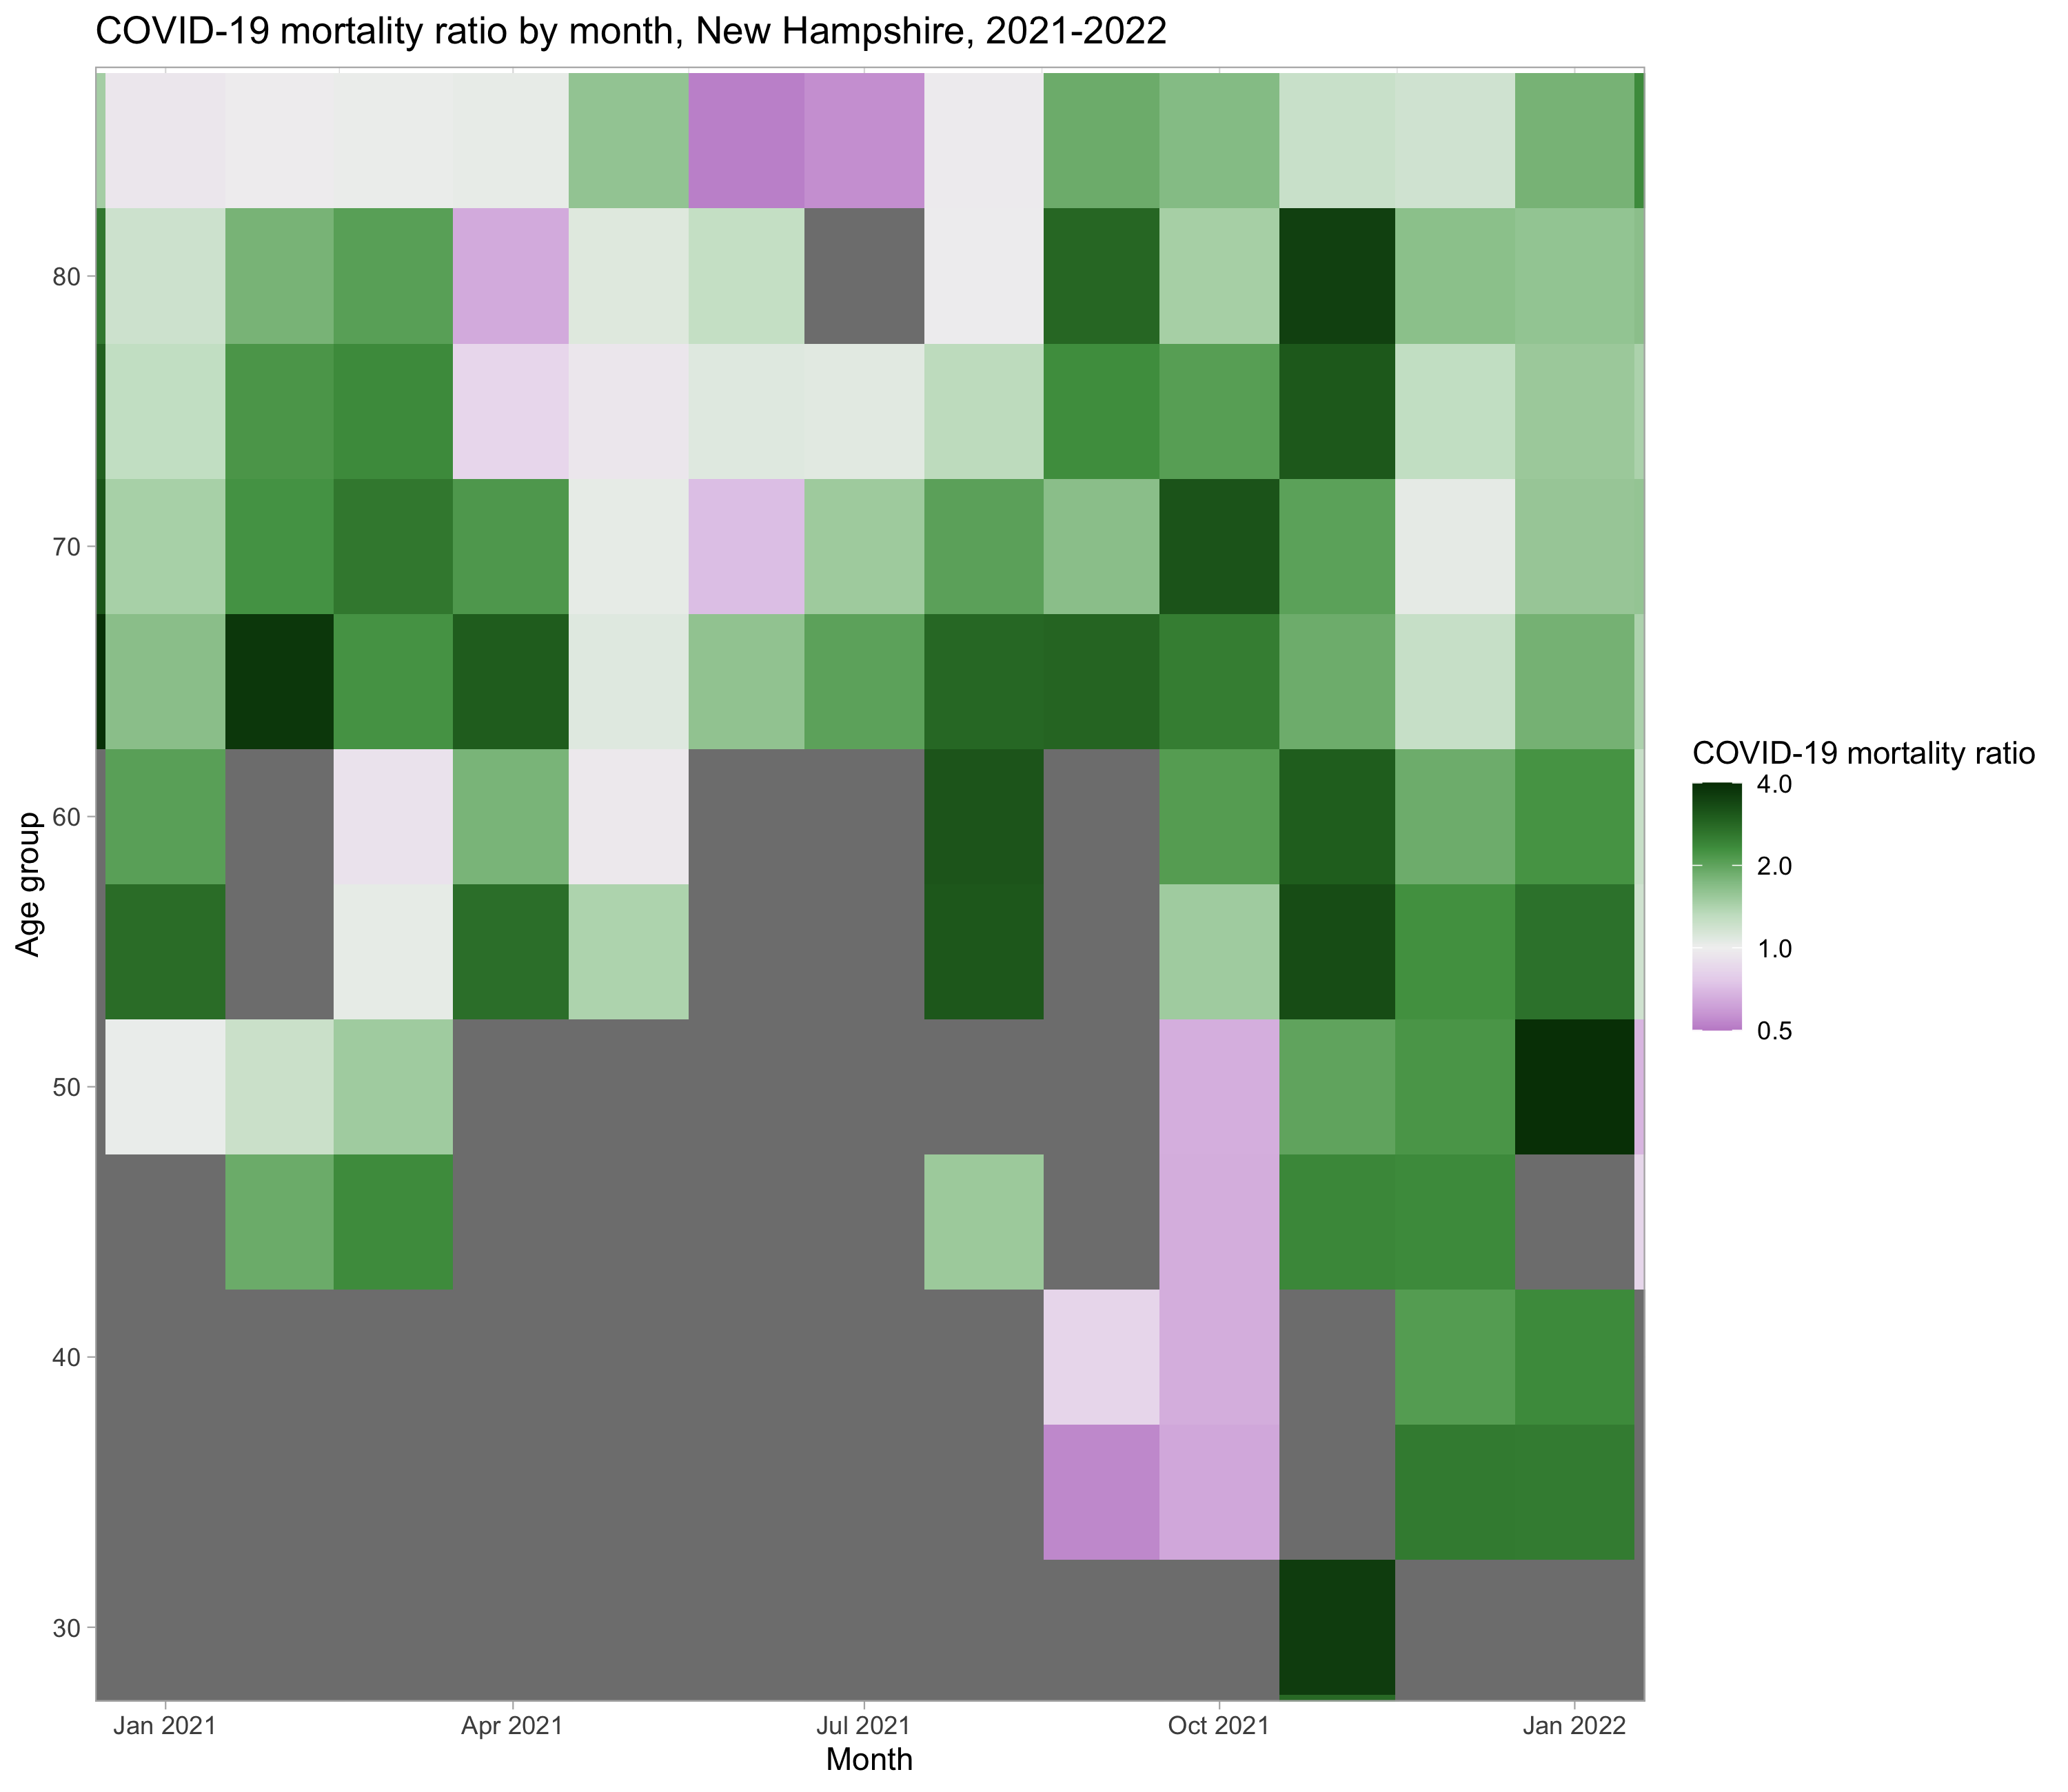 COVID-19 mortality ratio by month, New Hampshire, 2021-2022
80
70
60
50
40
30
Age group
Jan 2021
Apr 2021
Jul 2021
Oct 2021
Jan 2022
Month
COVID-19 mortality ratio
4.0
2.0
1.0
0.5